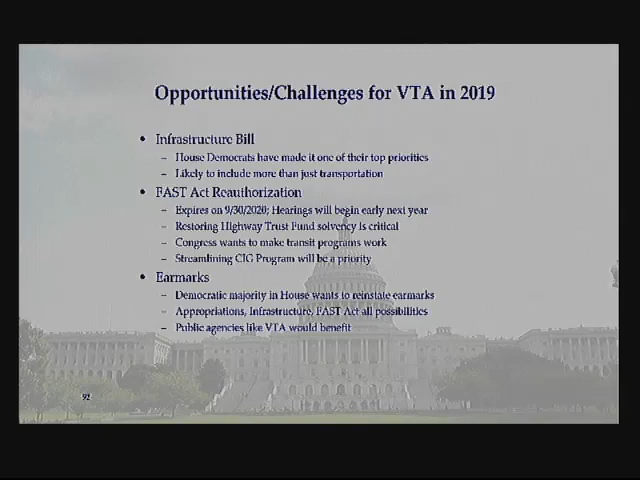 Opportunities/Challenges for VTA in 2019
• Infrastructure Bill
– House Democrats have made it one of their top priorities
– Likely to include more than just transportation
• FAST Act Reauthorization
– Expires on 9/30/2020; Hearings will begin early next year
– Restoring Highway Trust Fund solvency is critical
– Congress wants to make transit programs work
– Streamlining CIG Program will be a priority
• Earmarks
– Democratic majority in House wants to reinstate earmarks
– Appropriations, Infrastructure, FAST Act all possibilities
– Public agencies like VTA would benefit
92